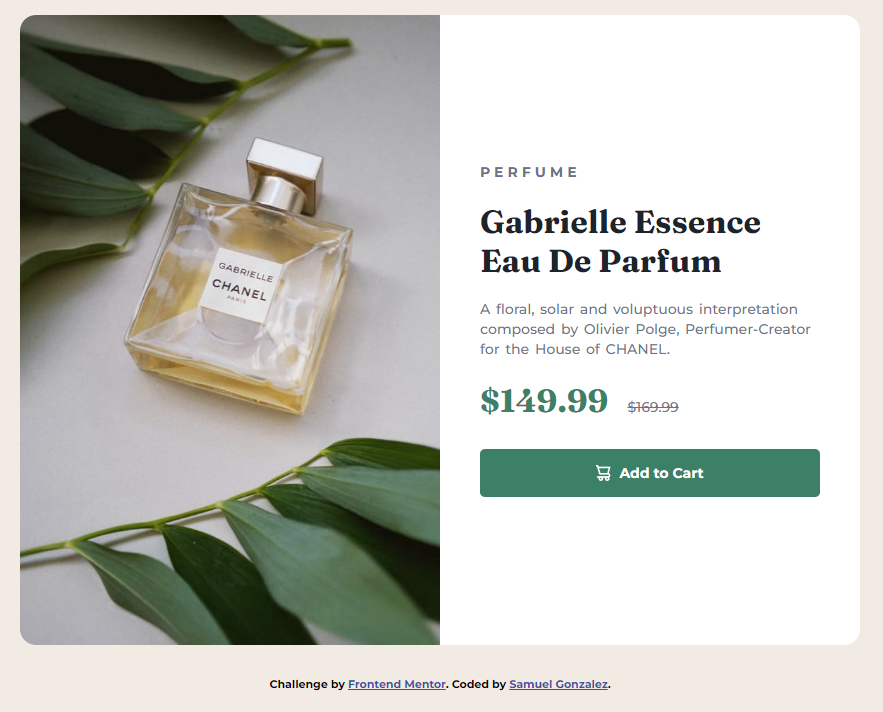 GABRIELLE
CHANEL
PARIS
PERFUME
Gabrielle Essence
Eau De Parfum
A floral, solar and voluptuous interpretation
composed by Olivier Polge, Perfumer-Creator
for the House of CHANEL.
$149.99 $169.99
Add to Cart
Challenge by Frontend Mentor. Coded by Samuel Gonzalez.